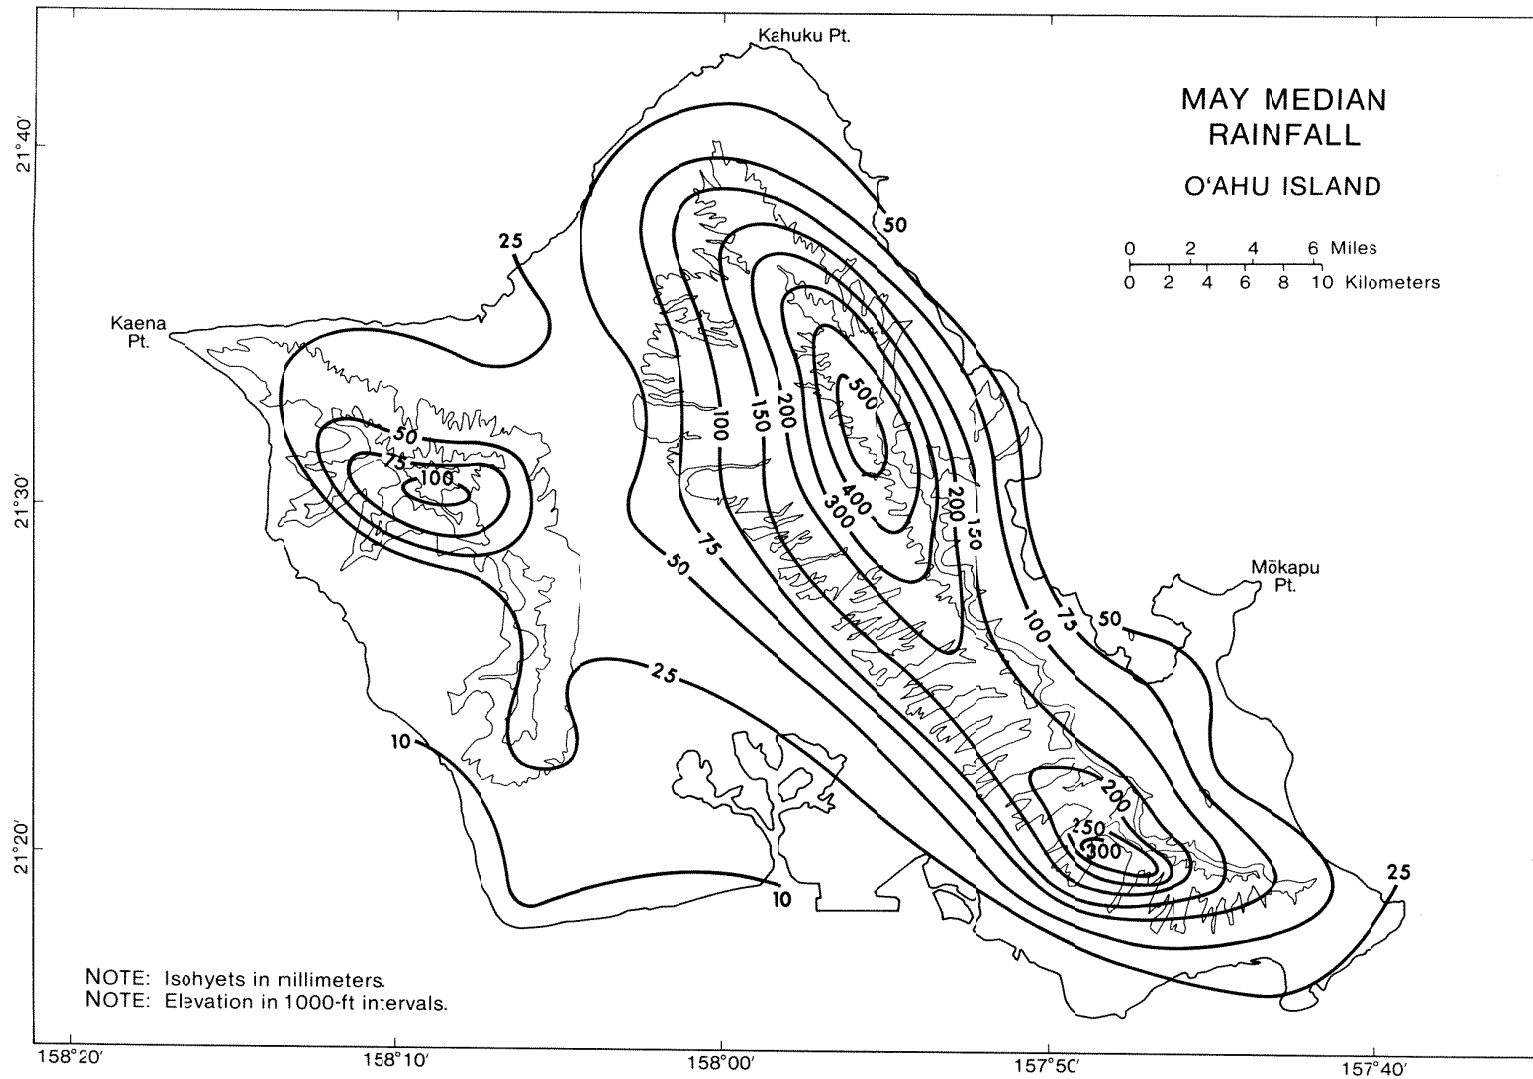 Kahuku Pt.
MAY MEDIAN
RAINFALL
O'AHU ISLAND
0 2 4 6 Miles
0 2 4 6 8 10 Kilometers
21°40'
50
25
Kaena
Pt.
500
200
150
100
50
75
100
400
300
200
150
21°30'
75
50
Mōkapu
Pt.
75
100
50
25
10
200
250
300
21°20'
25
10
NOTE: Isohyets in millimeters.
NOTE: Elevation in 1000-ft intervals.
158°20' 158°10' 158°00' 157°50' 157°40'